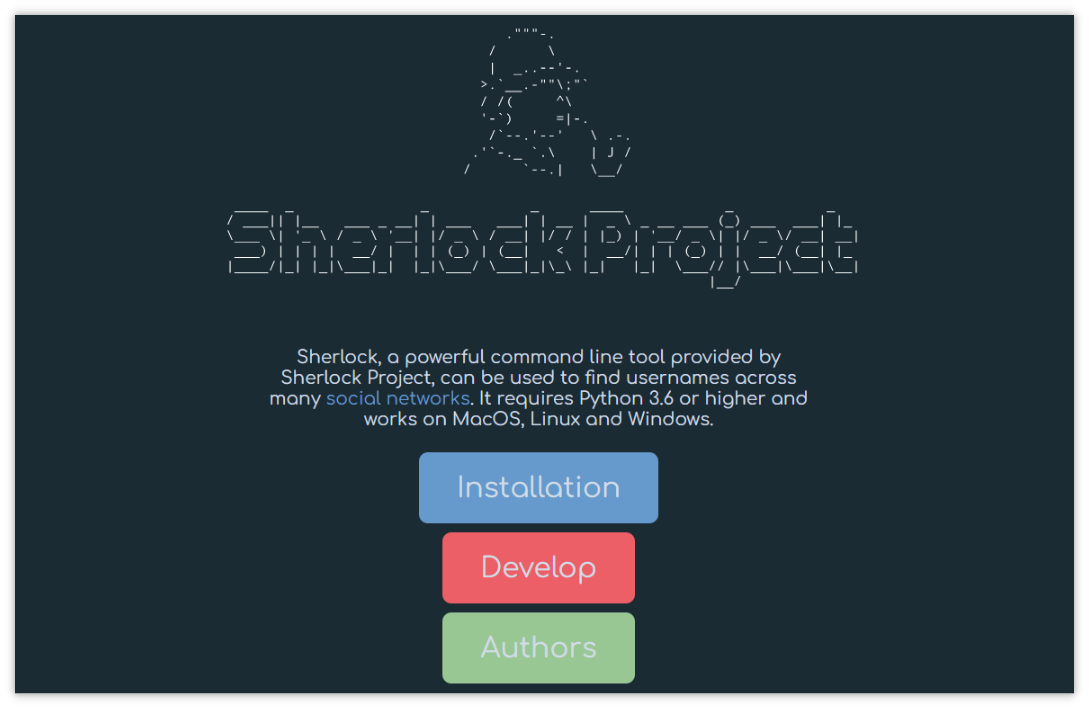 Sherlock Project
Sherlock, a powerful command line tool provided by
Sherlock Project, can be used to find usernames across
many social networks. It requires Python 3.6 or higher and
works on MacOS, Linux and Windows.
Installation
Develop
Authors